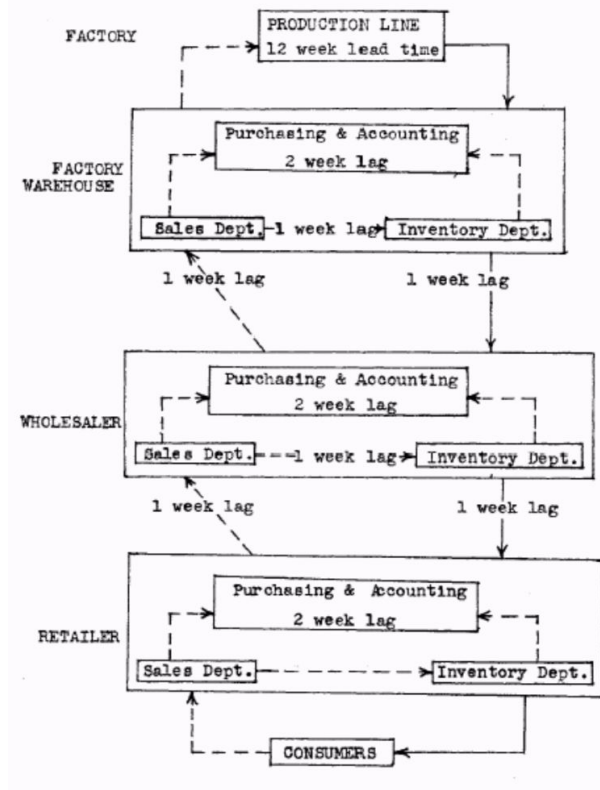 FACTORY
PRODUCTION LINE
12 week lead time
FACTORY
WAREHOUSE
Purchasing & Accounting
2 week lag
Sales Dept.
1 week lag
Inventory Dept.
1 week lag
1 week lag
WHOLESALER
Purchasing & Accounting
2 week lag
Sales Dept.
1 week lag
Inventory Dept.
1 week lag
1 week lag
RETAILER
Purchasing & Accounting
2 week lag
Sales Dept.
Inventory Dept.
CONSUMERS